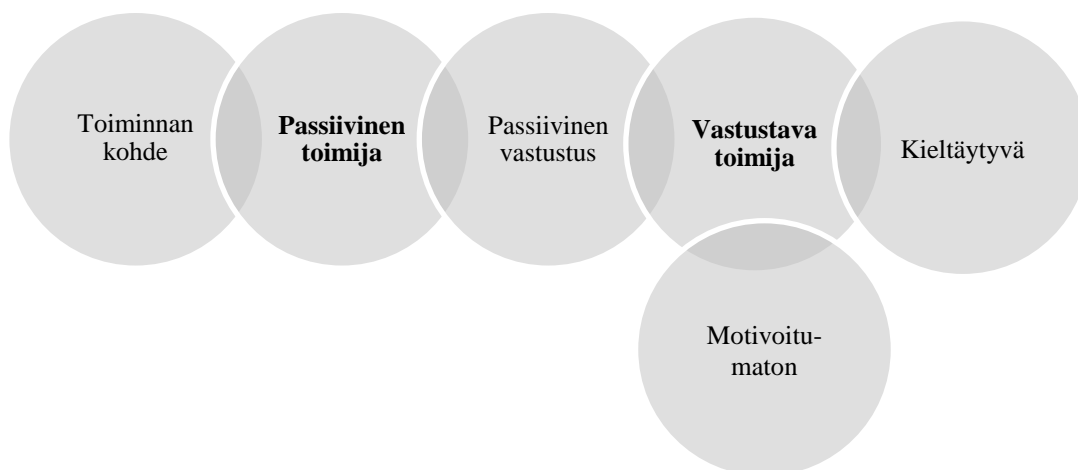 Toiminnan
kohde
Passiivinen
toimija
Passiivinen
vastustus
Vastustava
toimija
Kieltäytyvä
Motivoitu-
maton